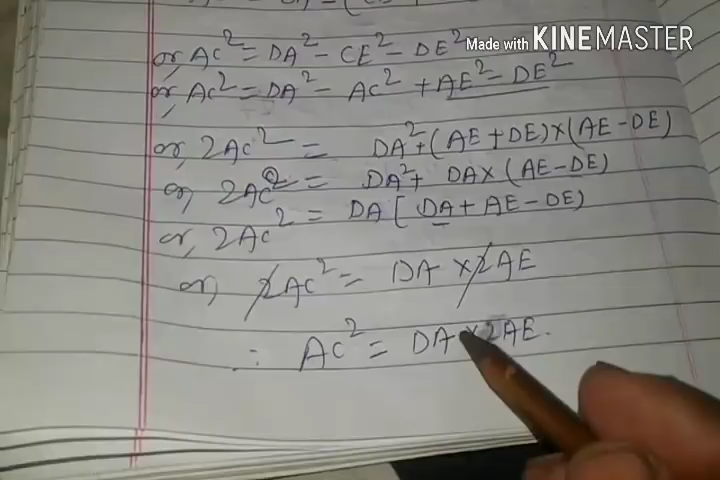 or, AC² = DA² - CE² - DE²
Made with KINEMASTER
or, AC² = DA² - AC² + AE² - DE²
or, 2AC² = DA² + (AE + DE) × (AE - DE)
or, 2AC² = DA² + DA × (AE - DE)
or, 2AC² = DA [ DA + AE - DE)
or, 2AC² = DA × 2AE
∴ AC² = DA × 2AE.